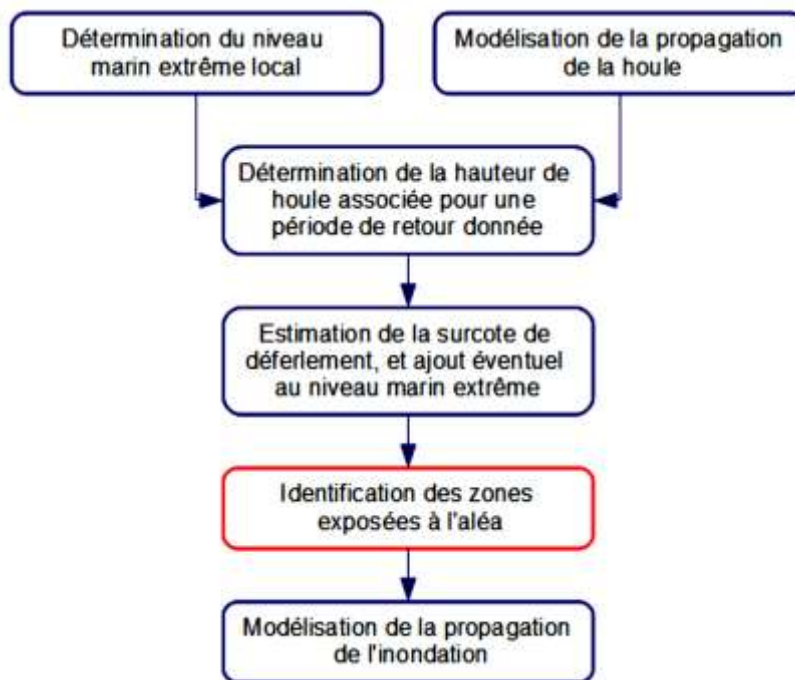 Détermination du niveau
marin extrême local
Modélisation de la propagation
de la houle
Détermination de la hauteur de
houle associée pour une
période de retour donnée
Estimation de la surcote de
déferlement, et ajout éventuel
au niveau marin extrême
Identification des zones
exposées à l'aléa
Modélisation de la propagation
de l'inondation